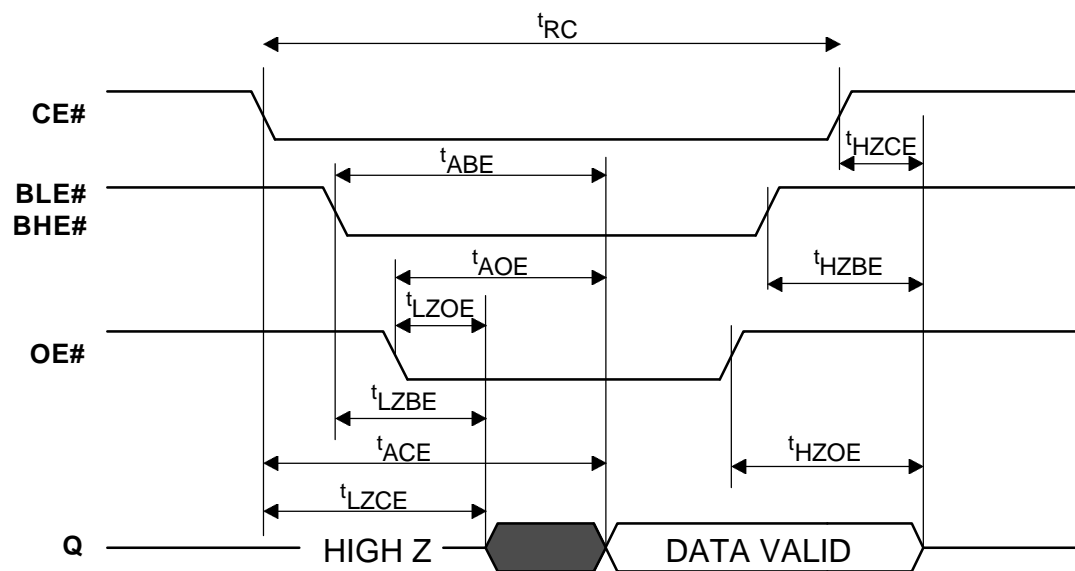 tRC
CE#
tHZCE
tABE
BLE#
BHE#
tAOE
tHZBE
tLZOE
OE#
tLZBE
tACE
tHZOE
tLZCE
Q
HIGH Z
DATA VALID